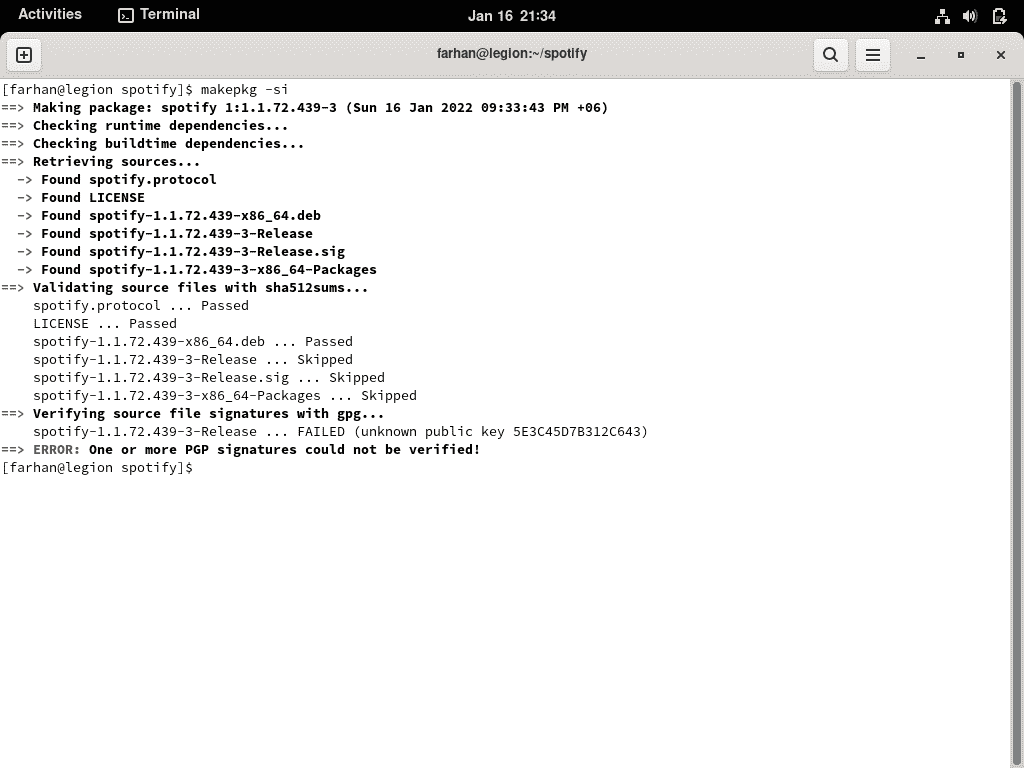 Activities Terminal Jan 16 21:34
farhan@legion:~/spotify
[farhan@legion spotify]$ makepkg -si
==> Making package: spotify 1:1.1.72.439-3 (Sun 16 Jan 2022 09:33:43 PM +06)
==> Checking runtime dependencies...
==> Checking buildtime dependencies...
==> Retrieving sources...
  -> Found spotify.protocol
  -> Found LICENSE
  -> Found spotify-1.1.72.439-x86_64.deb
  -> Found spotify-1.1.72.439-3-Release
  -> Found spotify-1.1.72.439-3-Release.sig
  -> Found spotify-1.1.72.439-3-x86_64-Packages
==> Validating source files with sha512sums...
    spotify.protocol ... Passed
    LICENSE ... Passed
    spotify-1.1.72.439-x86_64.deb ... Passed
    spotify-1.1.72.439-3-Release ... Skipped
    spotify-1.1.72.439-3-Release.sig ... Skipped
    spotify-1.1.72.439-3-x86_64-Packages ... Skipped
==> Verifying source file signatures with gpg...
    spotify-1.1.72.439-3-Release ... FAILED (unknown public key 5E3C45D7B312C643)
==> ERROR: One or more PGP signatures could not be verified!
[farhan@legion spotify]$